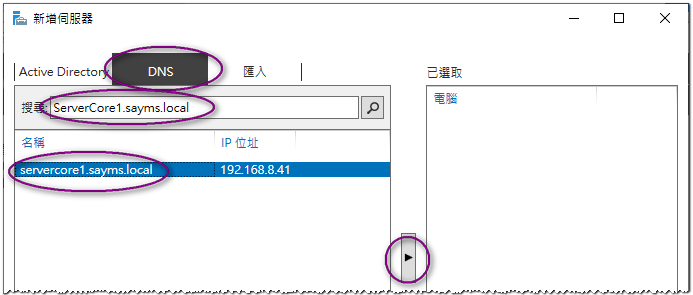 新增伺服器
Active Directory DNS 匯入
已選取
搜尋: ServerCore1.sayms.local
電腦
名稱 IP 位址
servercore1.sayms.local 192.168.8.41